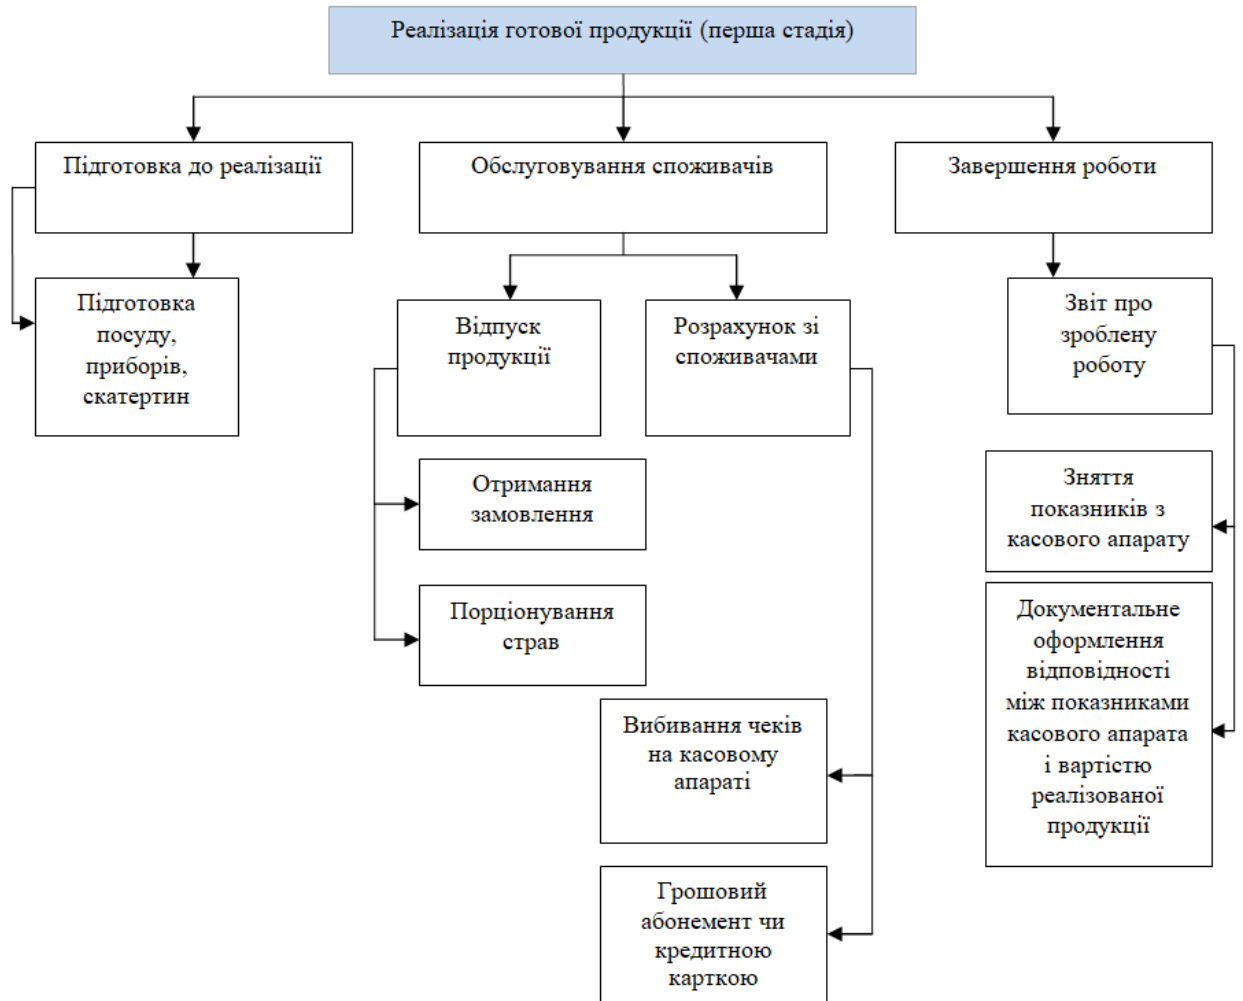 Реалізація готової продукції (перша стадія)
Підготовка до реалізації
Обслуговування споживачів
Завершення роботи
Підготовка
посуду,
приборів,
скатертин
Відпуск
продукції
Розрахунок зі
споживачами
Звіт про
зроблену
роботу
Отримання
замовлення
Порціонування
страв
Вибивання чеків
на касовому
апараті
Грошовий
абонемент чи
кредитною
карткою
Зняття
показників з
касового апарату
Документальне
оформлення
відповідності
між показниками
касового апарата
і вартістю
реалізованої
продукції